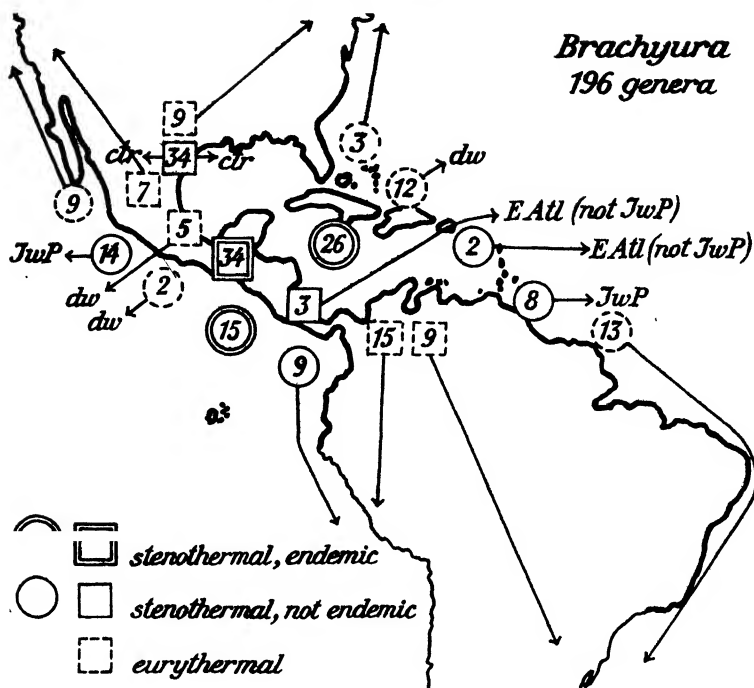 Brachyura
196 genera
9
3
ctr 34 ctr
dw
7
12
9
E Atl (not JwP)
5
26
2
E Atl (not JwP)
JwP 14
34
dw
2
dw
3
8 JwP
15
15
9
13
9
stenothermal, endemic
stenothermal, not endemic
eurythermal